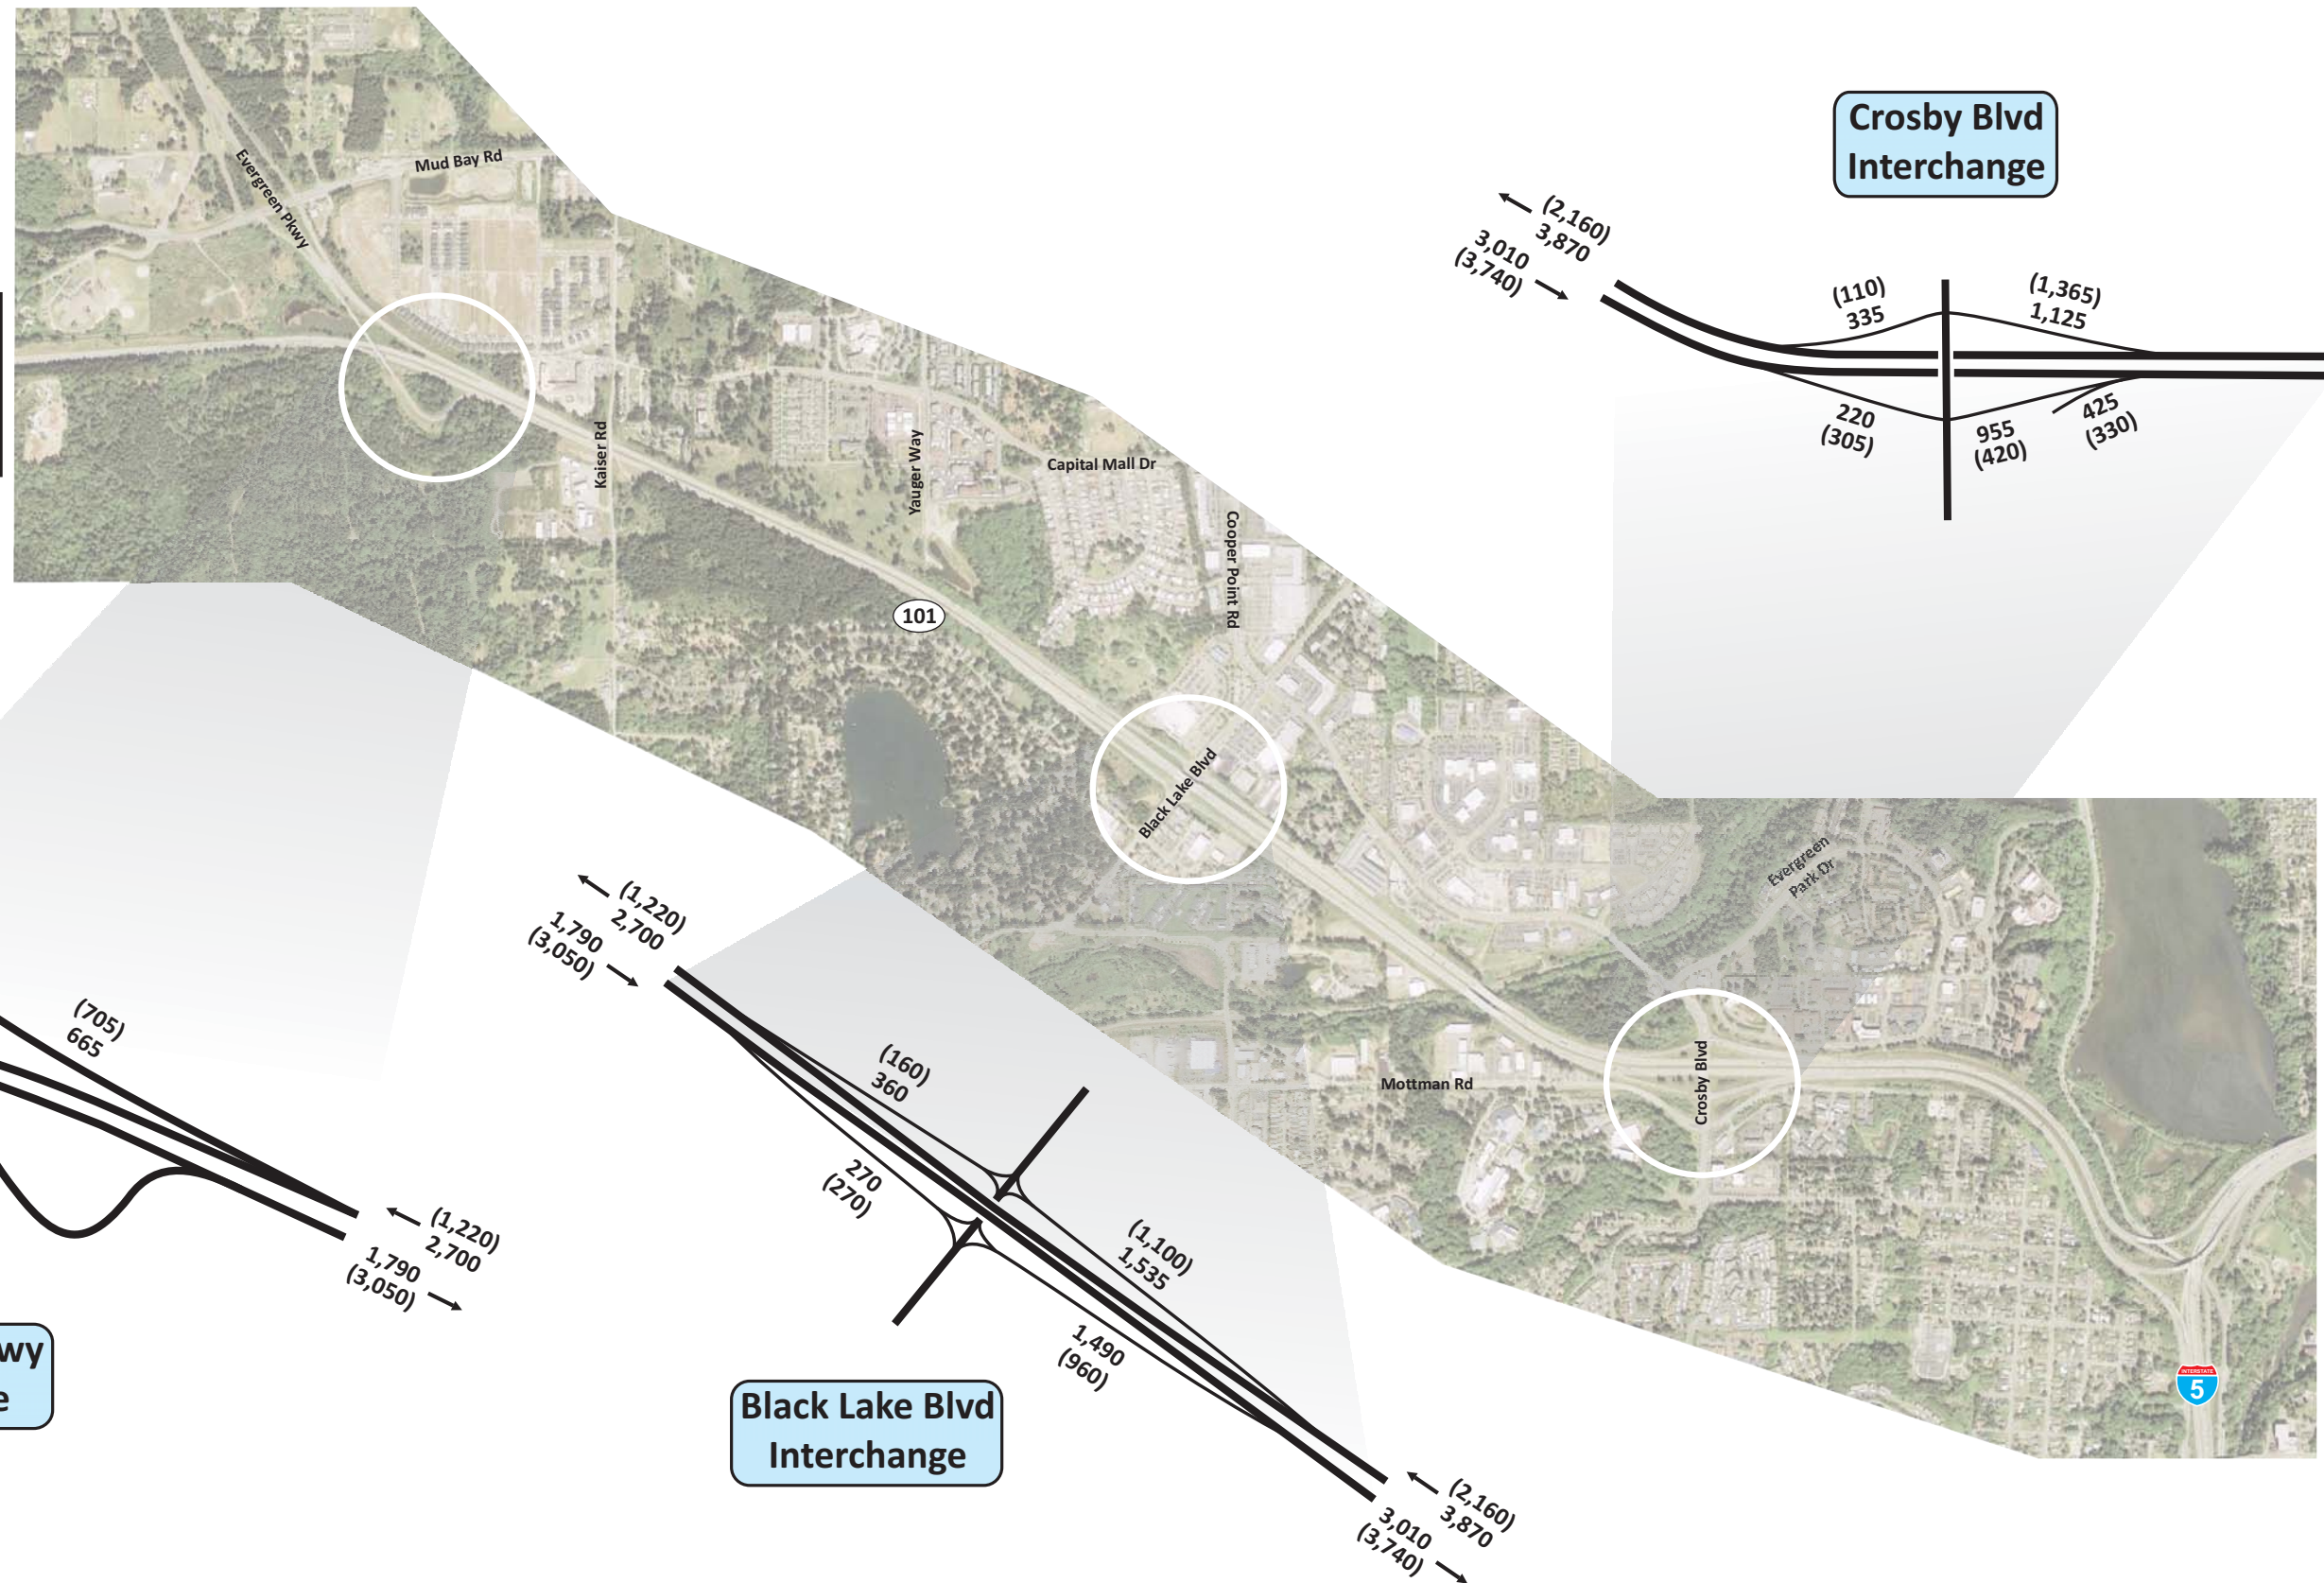 Crosby Blvd
Interchange
(2,160)
3,870
3,010
(3,740)
(110)
335
(1,365)
1,125
220
(305)
955
(420)
425
(330)
Mud Bay Rd
Evergreen Pkwy
Kaiser Rd
Yauger Way
Capital Mall Dr
Cooper Point Rd
101
Black Lake Blvd
Evergreen
Park Dr
Mottman Rd
Crosby Blvd
INTERSTATE
5
(705)
665
(1,220)
2,700
1,790
(3,050)
wy
e
(1,220)
2,700
1,790
(3,050)
(160)
360
270
(270)
(1,100)
1,535
1,490
(960)
Black Lake Blvd
Interchange
(2,160)
3,870
3,010
(3,740)